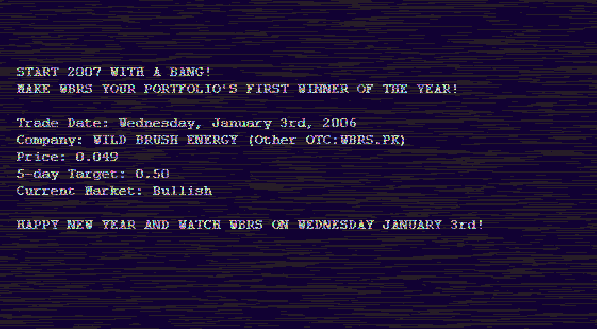 START 2007 WITH A BANG!
MAKE WBRS YOUR PORTFOLIO'S FIRST WINNER OF THE YEAR!
Trade Date: Wednesday, January 3rd, 2006
Company: WILD BRUSH ENERGY (Other OTC:WBRS.PK)
Price: 0.049
5-day Target: 0.50
Current Market: Bullish
HAPPY NEW YEAR AND WATCH WBRS ON WEDNESDAY JANUARY 3rd!